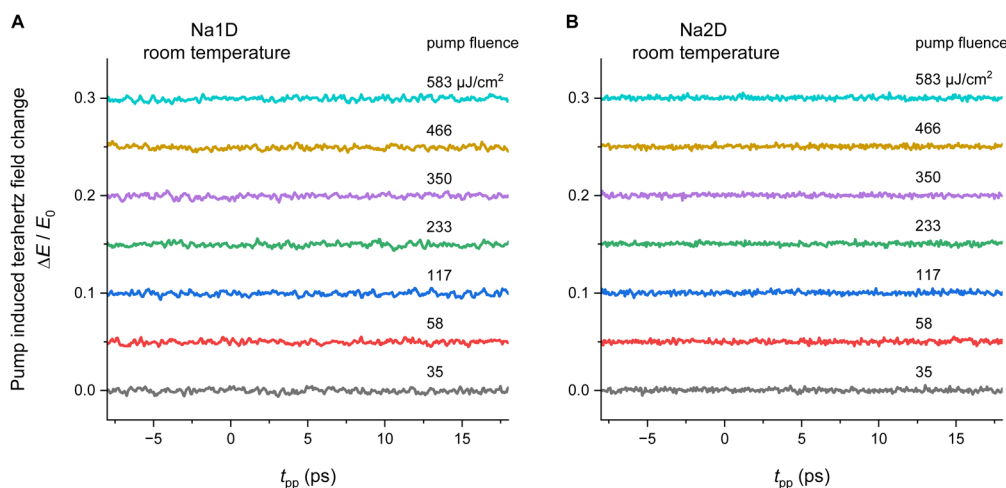 A
Na1D
room temperature
pump fluence
583 µJ/cm²
466
350
233
117
58
35
0.3
0.2
0.1
0.0
−5
0
5
10
15
tpp (ps)
Pump induced terahertz field change
ΔE / E0
B
Na2D
room temperature
pump fluence
583 µJ/cm²
466
350
233
117
58
35
0.3
0.2
0.1
0.0
−5
0
5
10
15
tpp (ps)